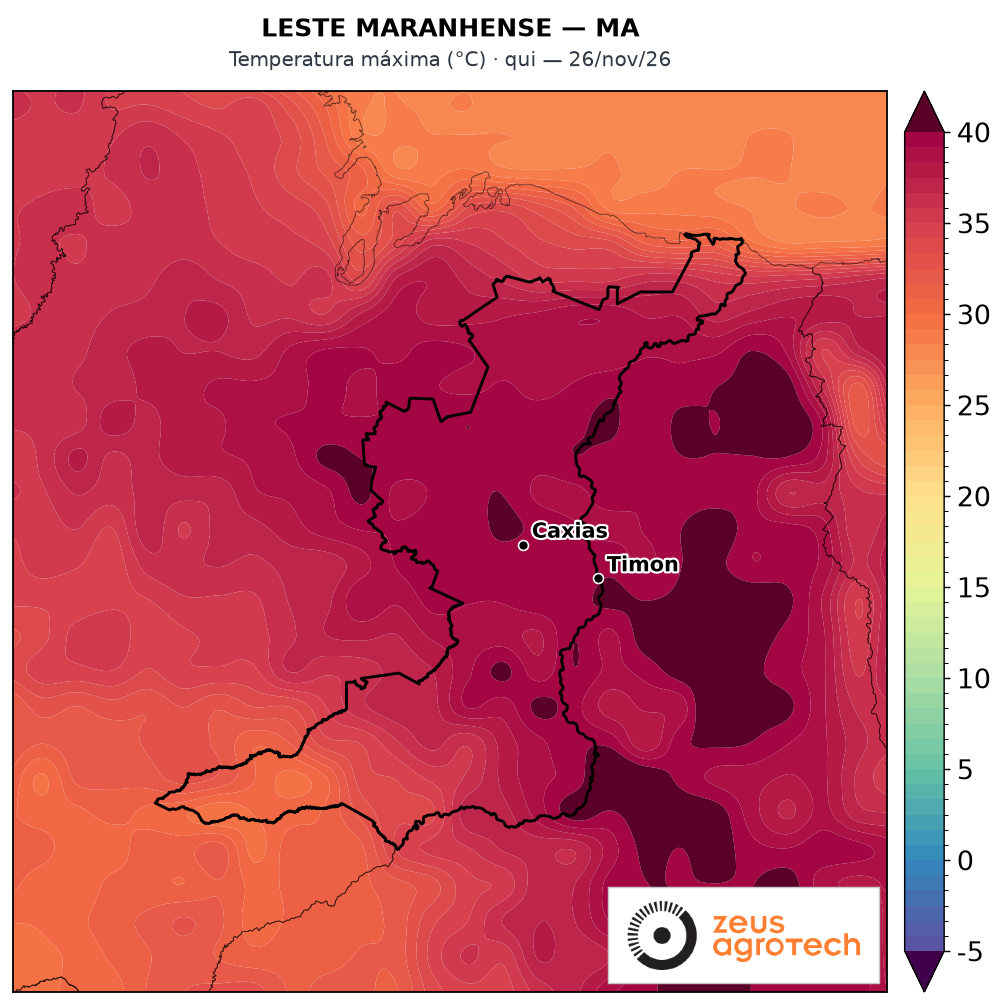 LESTE MARANHENSE — MA
Temperatura máxima (°C) · qui — 26/nov/26
40
35
30
25
20
15
10
5
0
-5
Caxias
Timon
zeus
agrotech